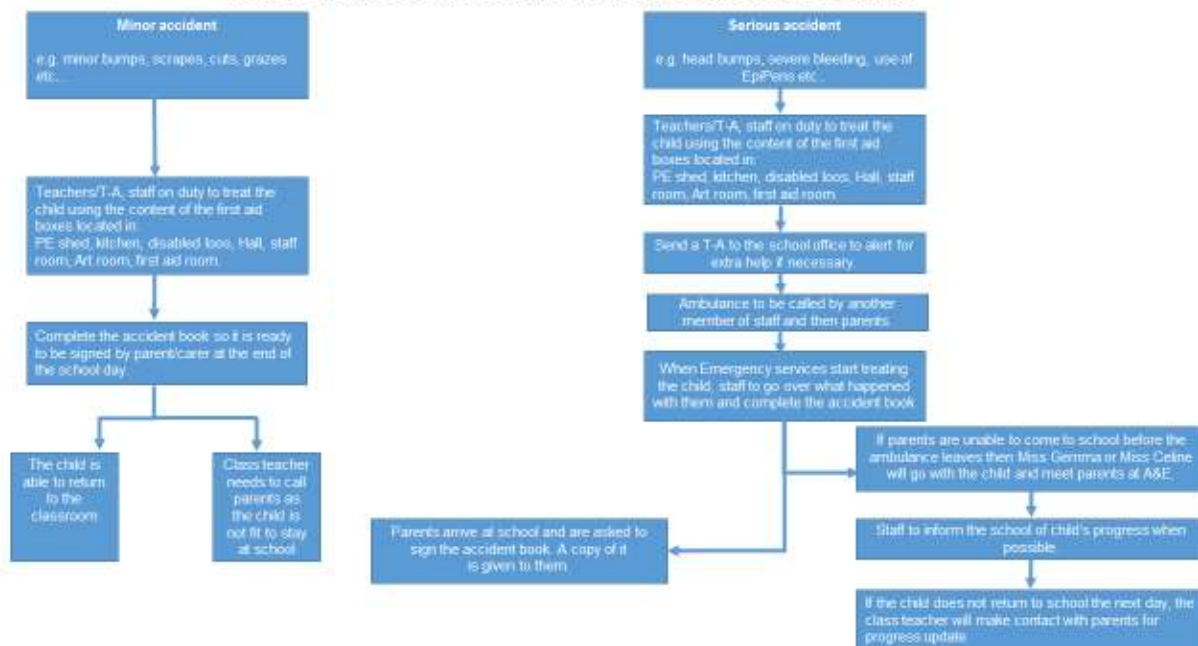 Minor accident
e.g. minor bumps, scrapes, cuts, grazes
etc...
Teachers/T-A, staff on duty to treat the
child using the content of the first aid
boxes located in:
PE shed, kitchen, disabled loos, Hall, staff
room, Art room, first aid room.
Complete the accident book so it is ready
to be signed by parent/carer at the end of
the school day.
The child is
able to return
to the
classroom
Class teacher
needs to call
parents as
the child is
not fit to stay
at school
Serious accident
e.g. head bumps, severe bleeding, use of
EpiPens etc...
Teachers/T-A, staff on duty to treat the
child using the content of the first aid
boxes located in:
PE shed, kitchen, disabled loos, Hall, staff
room, Art room, first aid room.
Send a T-A to the school office to alert for
extra help if necessary.
Ambulance to be called by another
member of staff and then parents.
When Emergency services start treating
the child, staff to go over what happened
with them and complete the accident book
Parents arrive at school and are asked to
sign the accident book. A copy of it
is given to them
If parents are unable to come to school before the
ambulance leaves then Miss Gemma or Miss Celine
will go with the child and meet parents at A&E.
Staff to inform the school of child's progress when
possible
If the child does not return to school the next day, the
class teacher will make contact with parents for
progress update